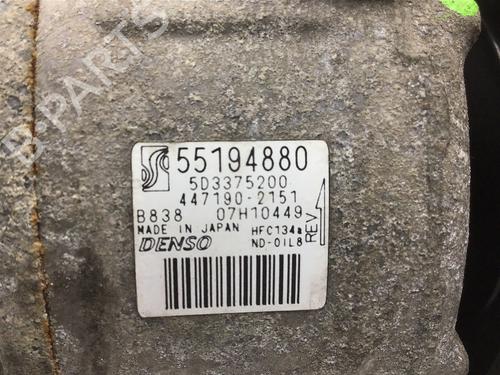 B-PARTS
55194880
5D3375200
447190-2151
B838 07H10449
MADE IN JAPAN HFC134a
DENSO ND-OIL8
REV